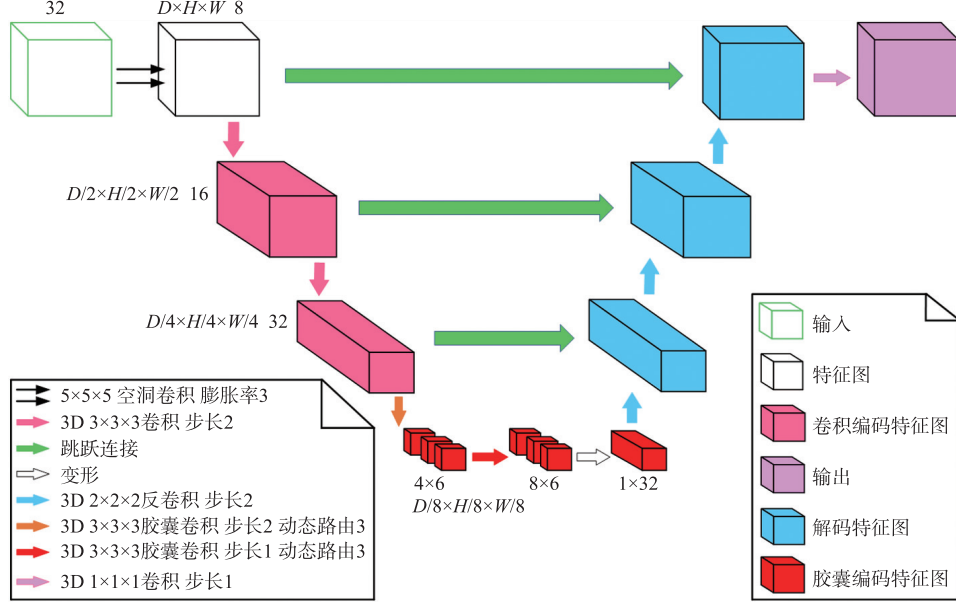 32
D×H×W 8
D/2×H/2×W/2 16
D/4×H/4×W/4 32
4×6
8×6
1×32
D/8×H/8×W/8
5×5×5 空洞卷积 膨胀率3
3D 3×3×3卷积 步长2
跳跃连接
变形
3D 2×2×2反卷积 步长2
3D 3×3×3胶囊卷积 步长2 动态路由3
3D 3×3×3胶囊卷积 步长1 动态路由3
3D 1×1×1卷积 步长1
输入
特征图
卷积编码特征图
输出
解码特征图
胶囊编码特征图